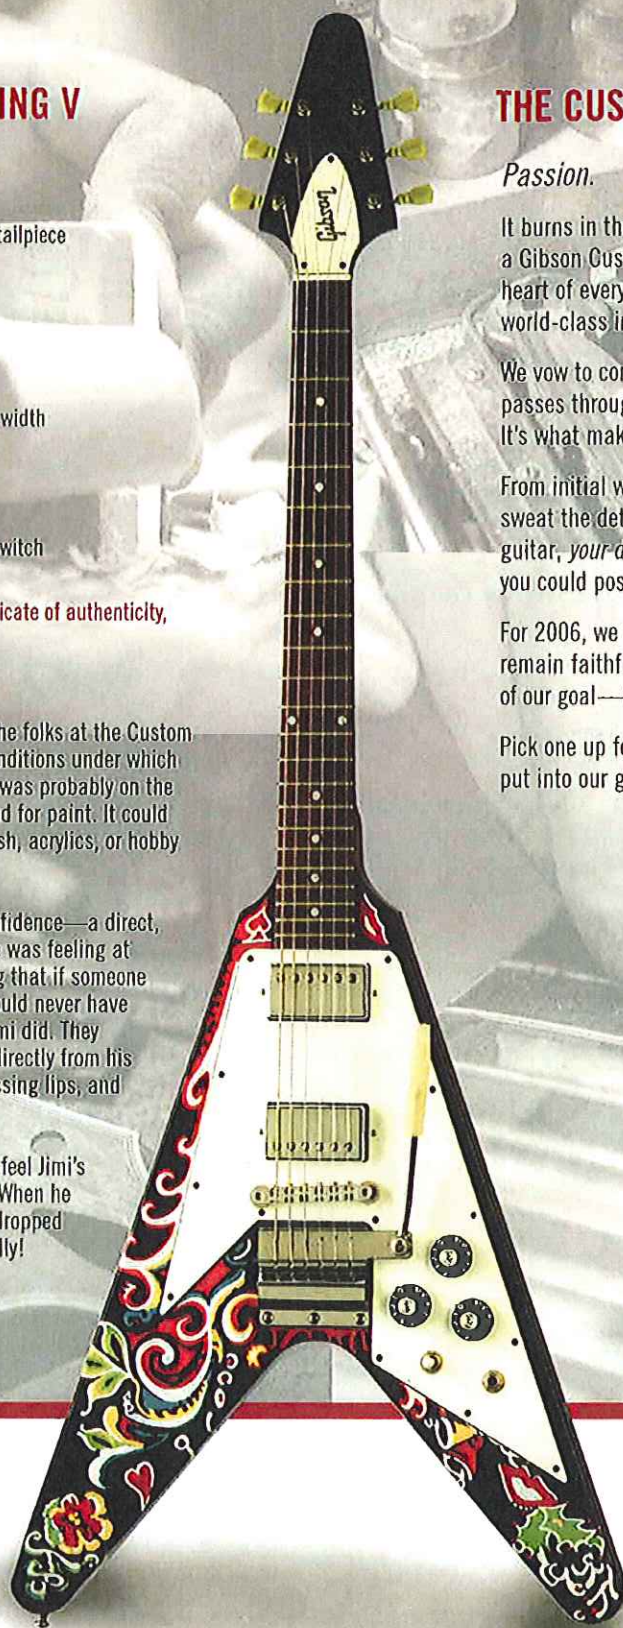 ING V
tailpiece
width
witch
icate of authenticity,
he folks at the Custom
nditions under which
was probably on the
d for paint. It could
sh, acrylics, or hobby
fidence—a direct,
was feeling at
g that if someone
uld never have
mi did. They
directly from his
ssing lips, and
feel Jimi's
When he
dropped
lly!
Gibson
THE CUS
Passion.
It burns in th
a Gibson Cus
heart of every
world-class i
We vow to co
passes throug
It's what mak
From initial w
sweat the det
guitar, your d
you could pos
For 2006, we
remain faithf
of our goal—
Pick one up fo
put into our g